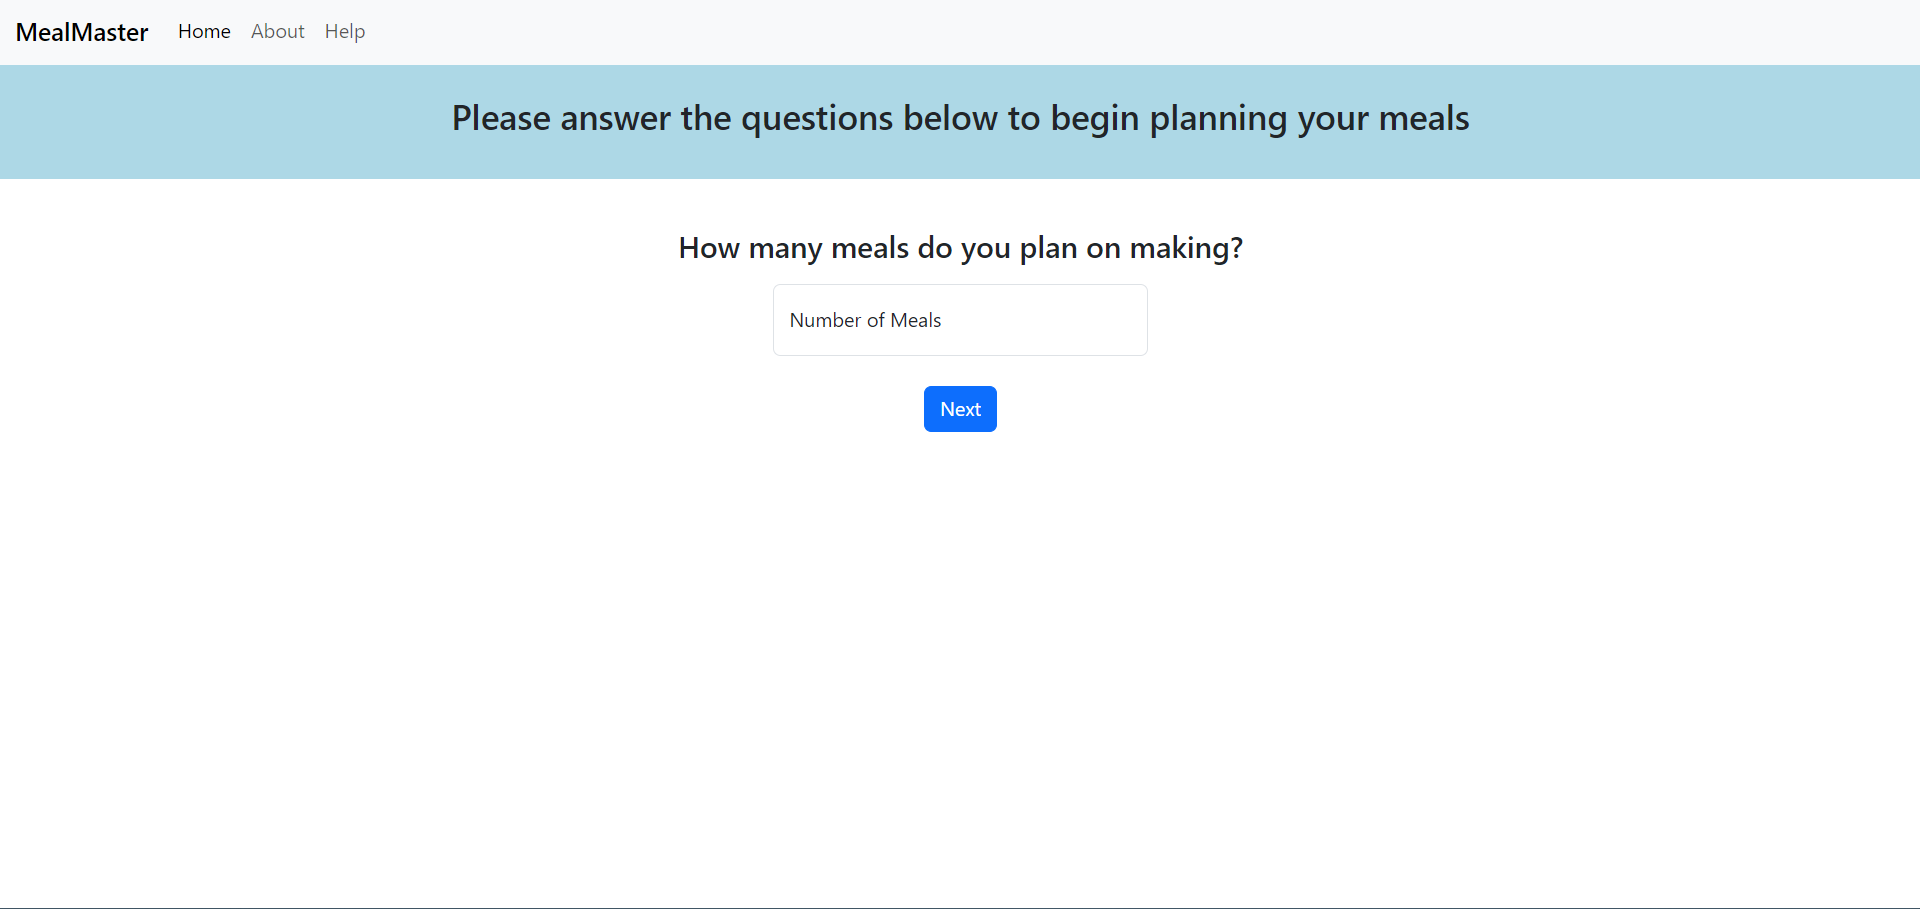 MealMaster Home About Help
Please answer the questions below to begin planning your meals
How many meals do you plan on making?
Number of Meals
Next